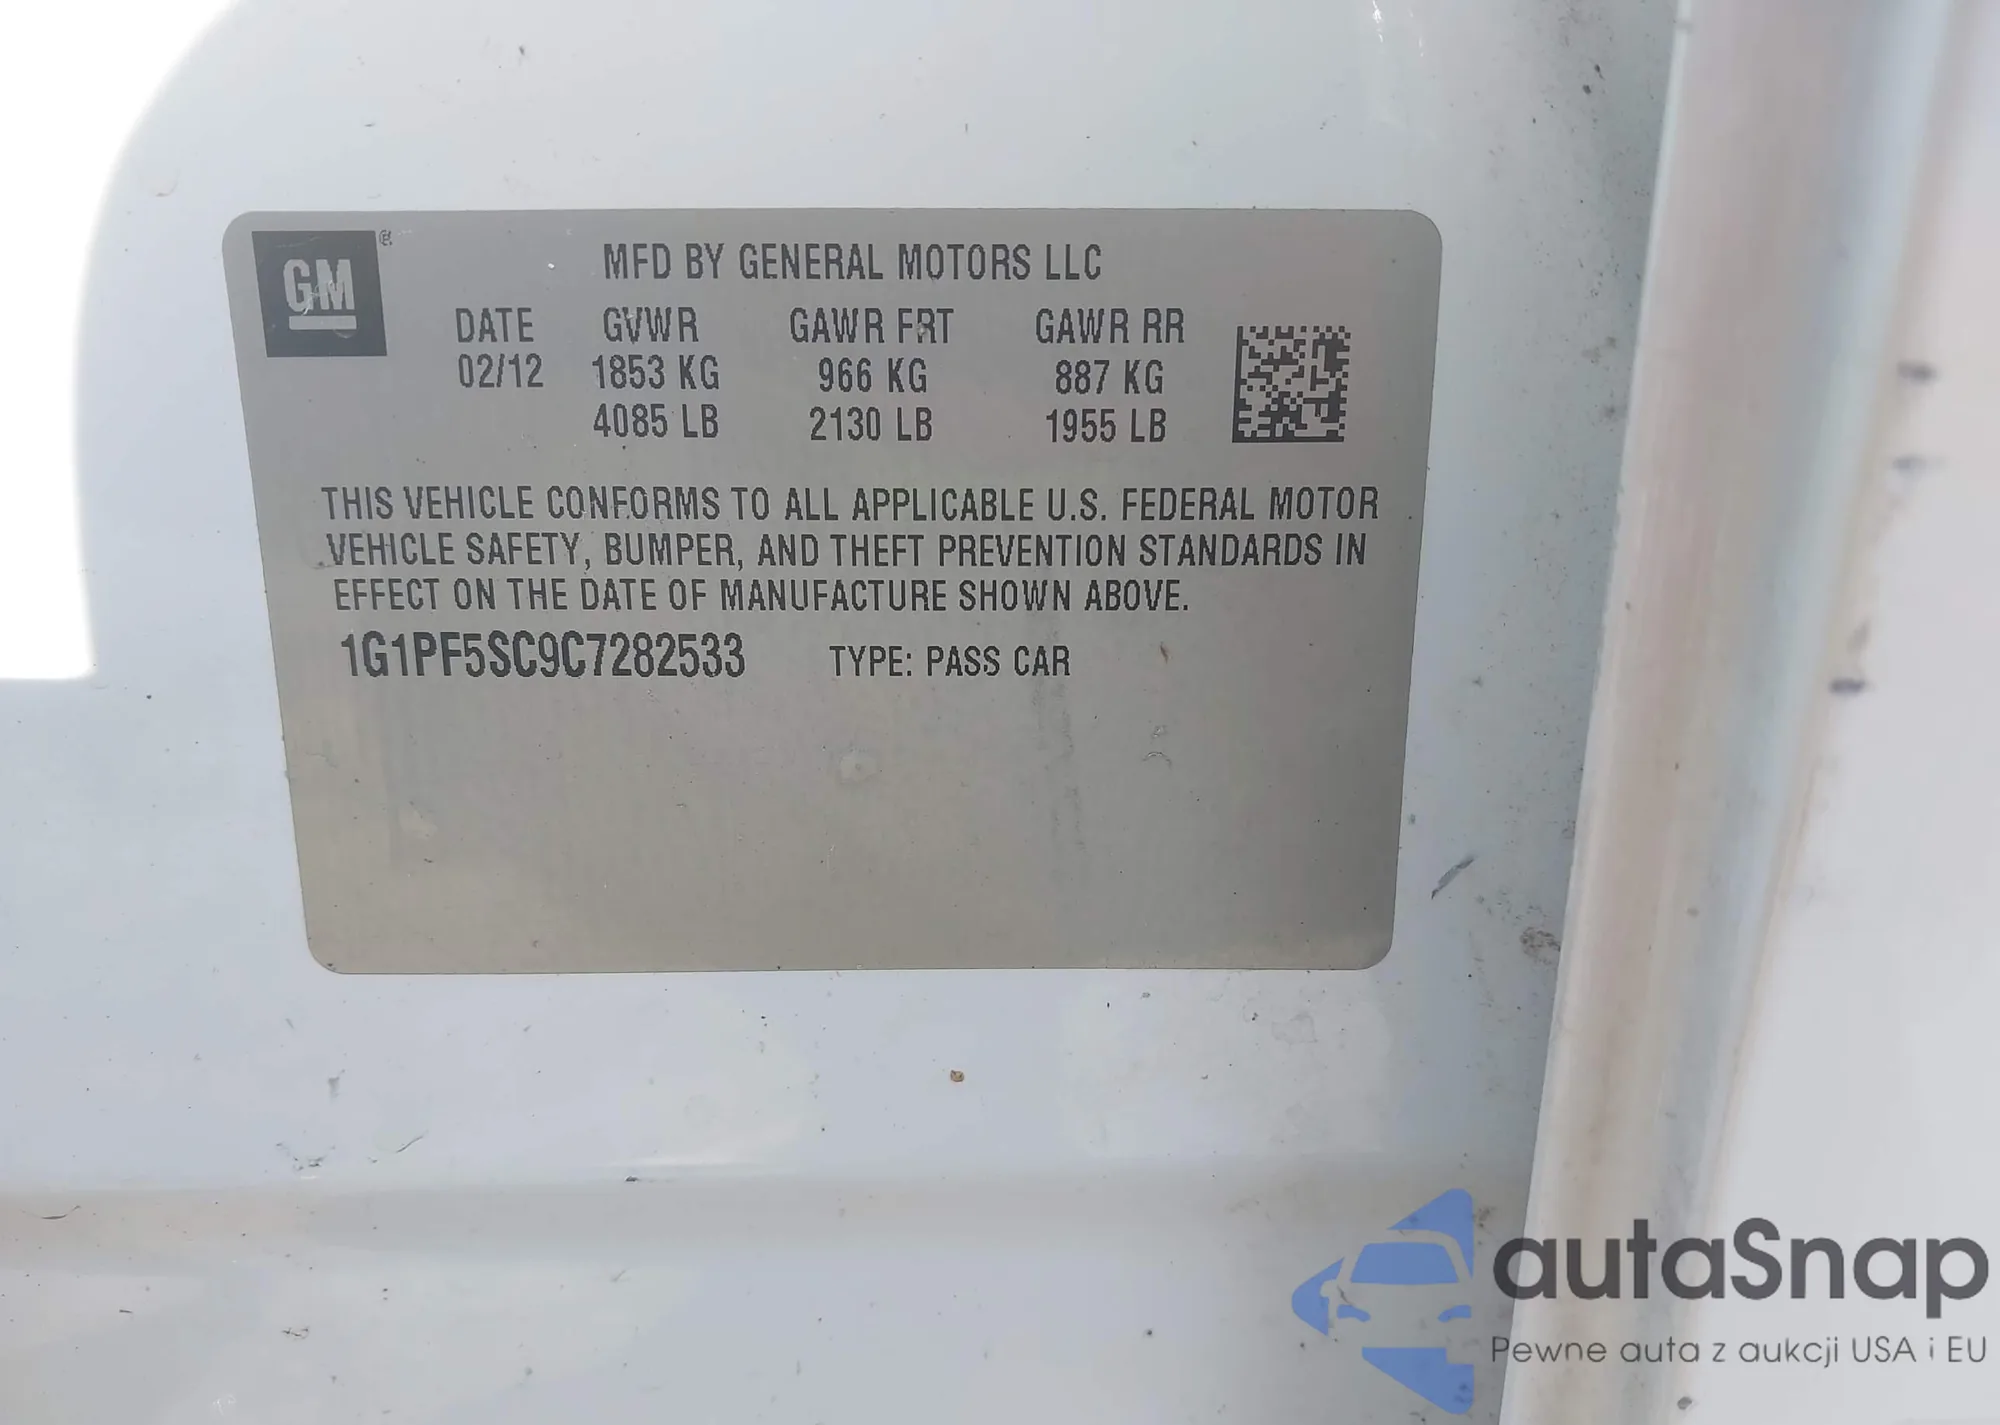 GM
MFD BY GENERAL MOTORS LLC
DATE GVWR GAWR FRT GAWR RR
02/12 1853 KG 966 KG 887 KG
4085 LB 2130 LB 1955 LB
THIS VEHICLE CONFORMS TO ALL APPLICABLE U.S. FEDERAL MOTOR
VEHICLE SAFETY, BUMPER, AND THEFT PREVENTION STANDARDS IN
EFFECT ON THE DATE OF MANUFACTURE SHOWN ABOVE.
1G1PF5SC9C7282533 TYPE: PASS CAR
autaSnap
Pewne auta z aukcji USA i EU